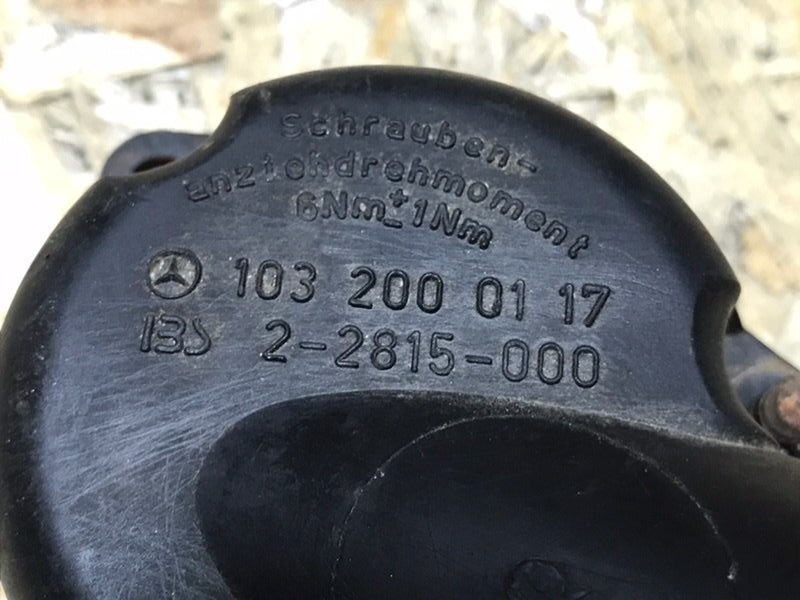 Schrauben-
anziehdrehmoment
6Nm±1Nm
103 200 01 17
IBS 2-2815-000